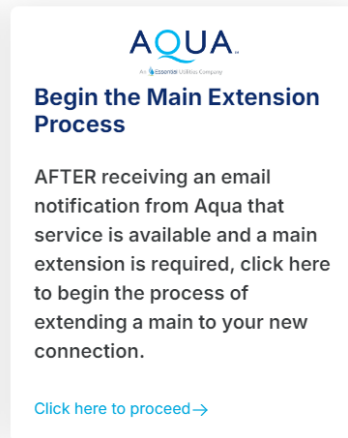 AQUA™
An Essential Utilities Company
Begin the Main Extension
Process
AFTER receiving an email
notification from Aqua that
service is available and a main
extension is required, click here
to begin the process of
extending a main to your new
connection.
Click here to proceed→